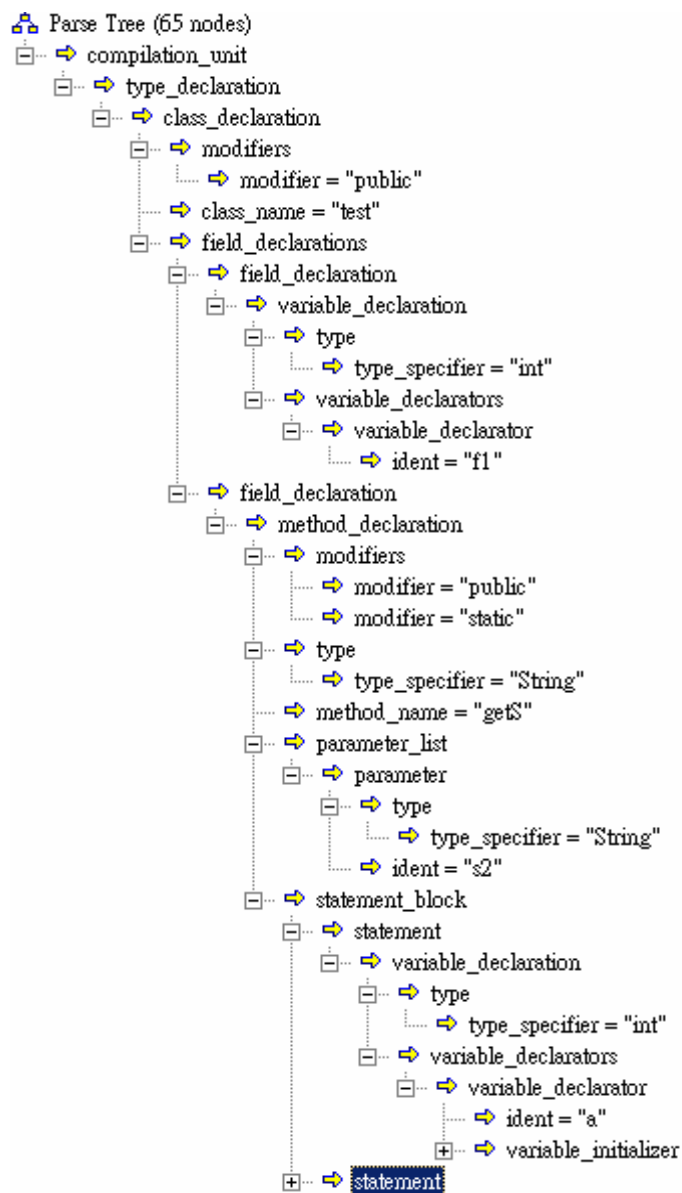 Parse Tree (65 nodes)
compilation_unit
type_declaration
class_declaration
modifiers
modifier = "public"
class_name = "test"
field_declarations
field_declaration
variable_declaration
type
type_specifier = "int"
variable_declarators
variable_declarator
ident = "f1"
field_declaration
method_declaration
modifiers
modifier = "public"
modifier = "static"
type
type_specifier = "String"
method_name = "getS"
parameter_list
parameter
type
type_specifier = "String"
ident = "s2"
statement_block
statement
variable_declaration
type
type_specifier = "int"
variable_declarators
variable_declarator
ident = "a"
variable_initializer
statement